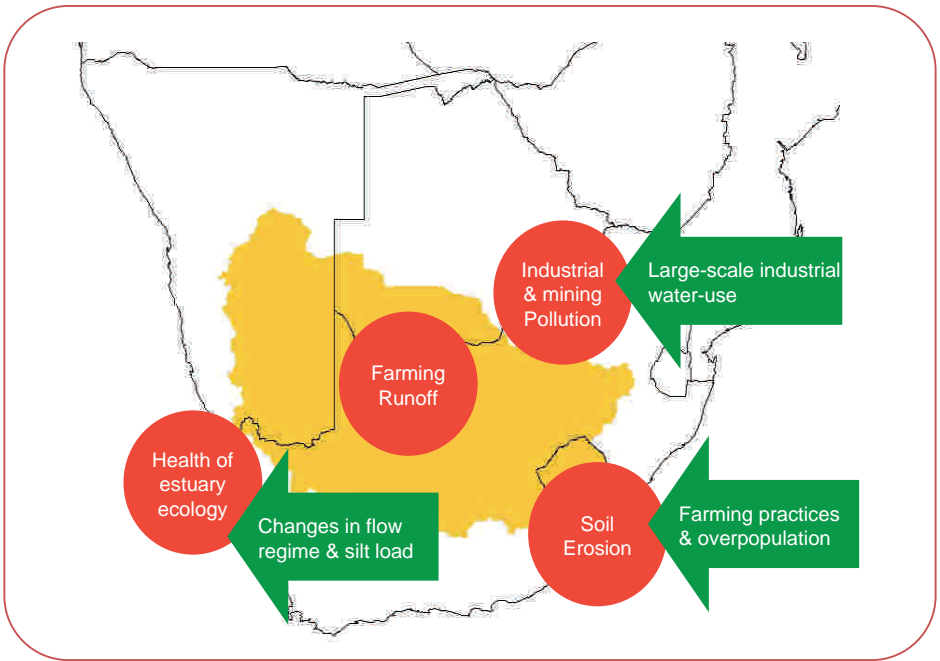 Industrial
& mining
Pollution
Large-scale industrial
water-use
Farming
Runoff
Health of
estuary
ecology
Changes in flow
regime & silt load
Soil
Erosion
Farming practices
& overpopulation